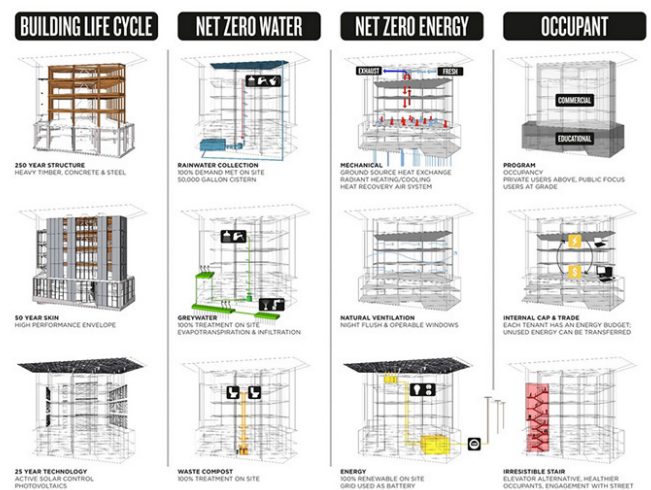 BUILDING LIFE CYCLE
NET ZERO WATER
NET ZERO ENERGY
OCCUPANT
250 YEAR STRUCTURE
HEAVY TIMBER, CONCRETE & STEEL
RAINWATER COLLECTION
100% DEMAND MET ON SITE
50,000 GALLON CISTERN
EXHAUST
FRESH
MECHANICAL
GROUND SOURCE HEAT EXCHANGE
RADIANT HEATING/COOLING
HEAT RECOVERY AIR SYSTEM
COMMERCIAL
EDUCATIONAL
PROGRAM
OCCUPANCY
PRIVATE USERS ABOVE, PUBLIC FOCUS
USERS AT GRADE
50 YEAR SKIN
HIGH PERFORMANCE ENVELOPE
GREYWATER
100% TREATMENT ON SITE
EVAPOTRANSPIRATION & INFILTRATION
NATURAL VENTILATION
NIGHT FLUSH & OPERABLE WINDOWS
$
INTERNAL CAP & TRADE
EACH TENANT HAS AN ENERGY BUDGET;
UNUSED ENERGY CAN BE TRANSFERRED
25 YEAR TECHNOLOGY
ACTIVE SOLAR CONTROL
PHOTOVOLTAICS
WASTE COMPOST
100% TREATMENT ON SITE
ENERGY
100% RENEWABLE ON SITE
GRID USED AS BATTERY
IRRESISTIBLE STAIR
ELEVATOR ALTERNATIVE, HEALTHIER
OCCUPANTS, ENGAGEMENT WITH STREET